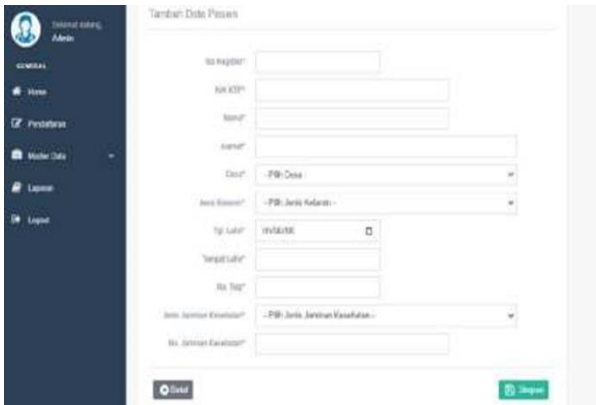 Tambah Data Pasien
Selamat datang,
Admin
GENERAL
Home
Pendaftaran
Master Data
Laporan
Logout
No Register*
NIK KTP*
Nama*
Alamat*
Desa*
- Pilih Desa -
Jenis Kelamin*
- Pilih Jenis Kelamin -
Tgl. Lahir*
Tempat Lahir*
No. Telp*
Jenis Jaminan Kesehatan*
- Pilih Jenis Jaminan Kesehatan -
No. Jaminan Kesehatan*
Batal
Simpan